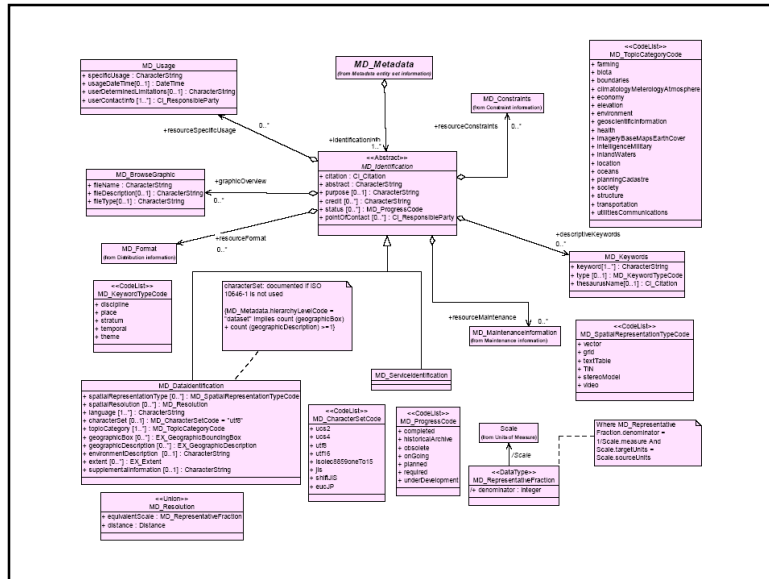 MD_Usage
+ specificUsage : CharacterString
+ usageDateTime[0..1] : DateTime
+ userDeterminedLimitations[0..1] : CharacterString
+ userContactInfo [1..*] : CI_ResponsibleParty
MD_Metadata
(from Metadata entity set information)
MD_Constraints
(from Constraint information)
<<CodeList>>
MD_TopicCategoryCode
+ farming
+ biota
+ boundaries
+ climatologyMeterologyAtmosphere
+ economy
+ elevation
+ environment
+ geoscientificInformation
+ health
+ imageryBaseMapsEarthCover
+ intelligenceMilitary
+ inlandWaters
+ location
+ oceans
+ planningCadastre
+ society
+ structure
+ transportation
+ utilitiesCommunications
+resourceSpecificUsage
0..*
+identificationInfo
1..*
+resourceConstraints
0..*
<<Abstract>>
MD_Identification
+ citation : CI_Citation
+ abstract : CharacterString
+ purpose [0..1] : CharacterString
+ credit [0..*] : CharacterString
+ status [0..*] : MD_ProgressCode
+ pointOfContact [0..*] : CI_ResponsibleParty
MD_BrowseGraphic
+ fileName : CharacterString
+ fileDescription[0..1] : CharacterString
+ fileType[0..1] : CharacterString
+graphicOverview
0..*
MD_Format
(from Distribution information)
+resourceFormat
0..*
+descriptiveKeywords
0..*
MD_Keywords
+ keyword[1..*] : CharacterString
+ type [0..1] : MD_KeywordTypeCode
+ thesaurusName[0..1] : CI_Citation
<<CodeList>>
MD_KeywordTypeCode
+ discipline
+ place
+ stratum
+ temporal
+ theme
characterSet: documented if ISO
10646-1 is not used
{MD_Metadata.hierarchyLevelCode =
"dataset" implies count (geographicBox)
+ count (geographicDescription) >=1}
+resourceMaintenance
0..*
MD_MaintenanceInformation
(from Maintenance information)
<<CodeList>>
MD_SpatialRepresentationTypeCode
+ vector
+ grid
+ textTable
+ TIN
+ stereoModel
+ video
MD_ServiceIdentification
MD_DataIdentification
+ spatialRepresentationType [0..*] : MD_SpatialRepresentationTypeCode
+ spatialResolution [0..*] : MD_Resolution
+ language [1..*] : CharacterString
+ characterSet [0..1] : MD_CharacterSetCode = "utf8"
+ topicCategory [1..*] : MD_TopicCategoryCode
+ geographicBox [0..*] : EX_GeographicBoundingBox
+ geographicDescription [0..*] : EX_GeographicDescription
+ environmentDescription [0..1] : CharacterString
+ extent [0..*] : EX_Extent
+ supplementalInformation [0..1] : CharacterString
<<CodeList>>
MD_CharacterSetCode
+ ucs2
+ ucs4
+ utf8
+ utf16
+ isoiec8859oneTo15
+ jis
+ shiftJIS
+ eucJP
<<CodeList>>
MD_ProgressCode
+ completed
+ historicalArchive
+ obsolete
+ onGoing
+ planned
+ required
+ underDevelopment
Scale
(from Units of Measure)
/Scale
<<DataType>>
MD_RepresentativeFraction
/+ denominator : Integer
Where MD_Representative
Fraction.denominator =
1/Scale.measure And
Scale.targetUnits =
Scale.sourceUnits
<<Union>>
MD_Resolution
+ equivalentScale : MD_RepresentativeFraction
+ distance : Distance